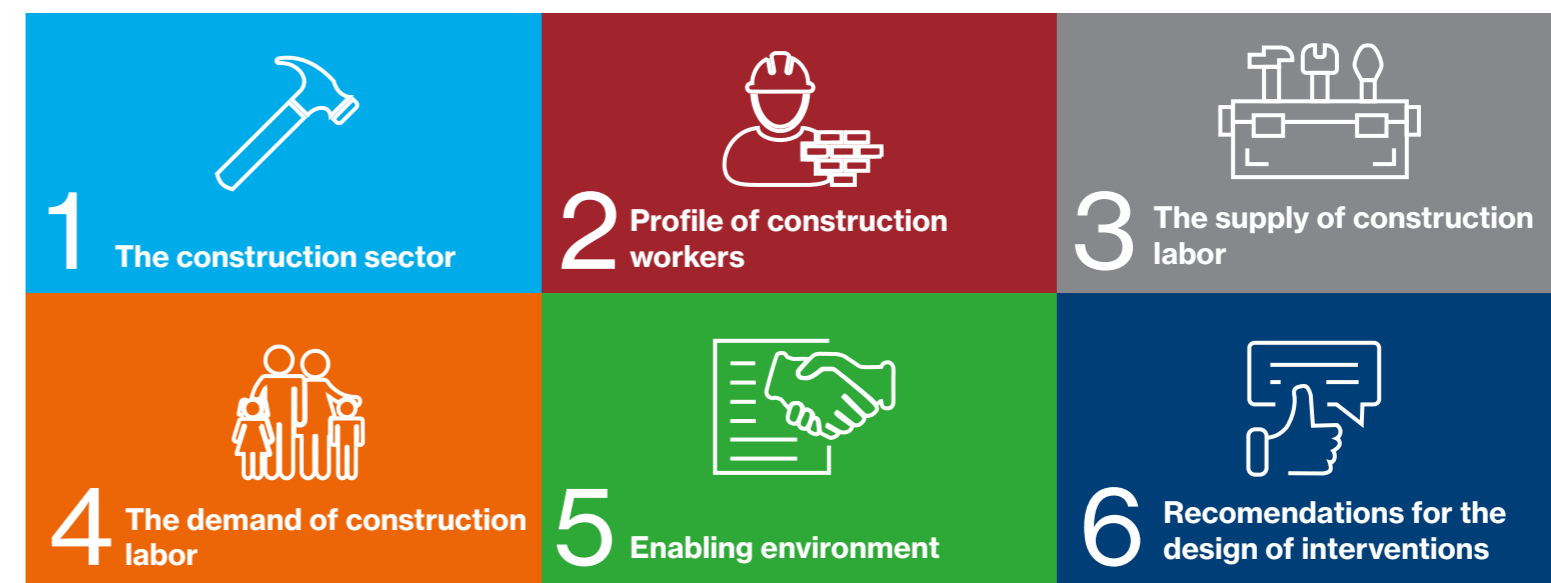 1 The construction sector
2 Profile of construction
workers
3 The supply of construction
labor
4 The demand of construction
labor
5 Enabling environment
6 Recomendations for the
design of interventions